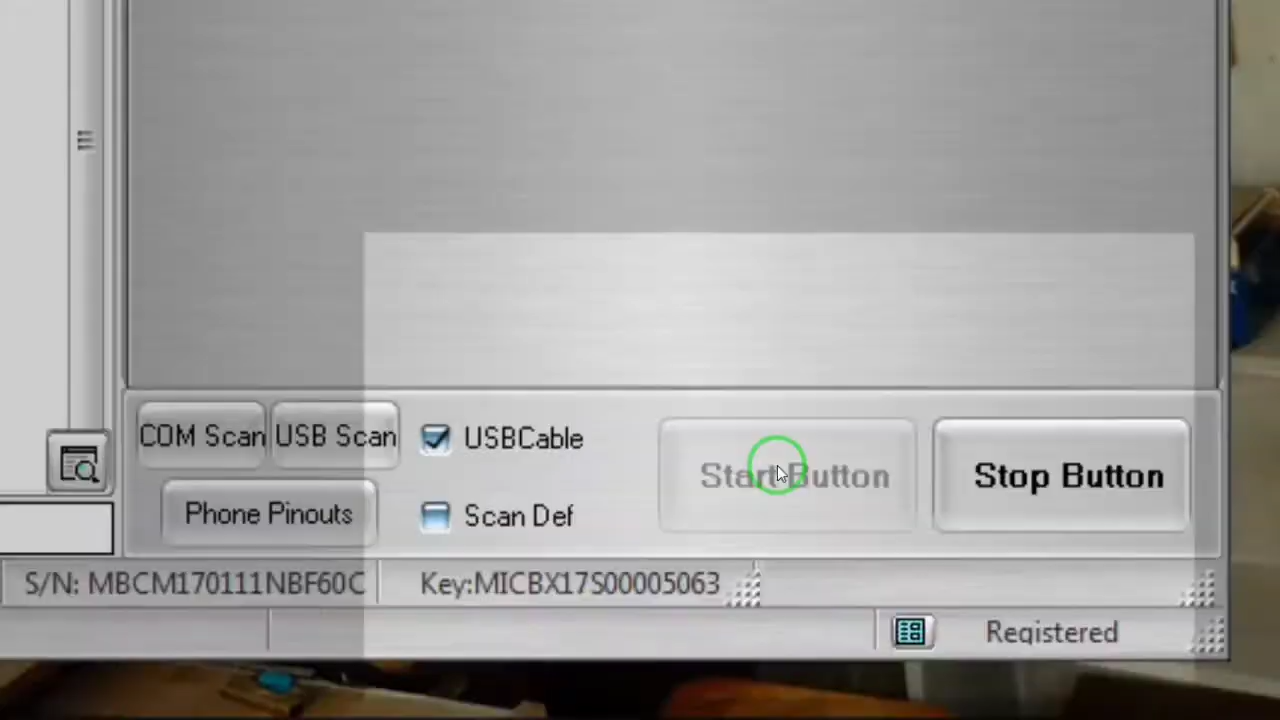 COM Scan USB Scan USBCable
Start Button Stop Button
Phone Pinouts Scan Def
S/N: MBCM170111NBF60C Key:MICBX17S00005063
Registered